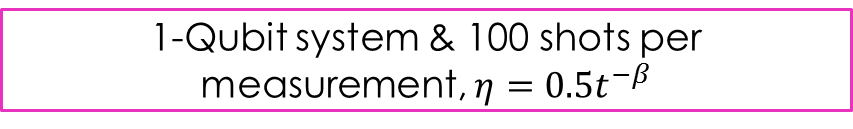 1-Qubit system & 100 shots per
measurement, η = 0.5t^{-β}